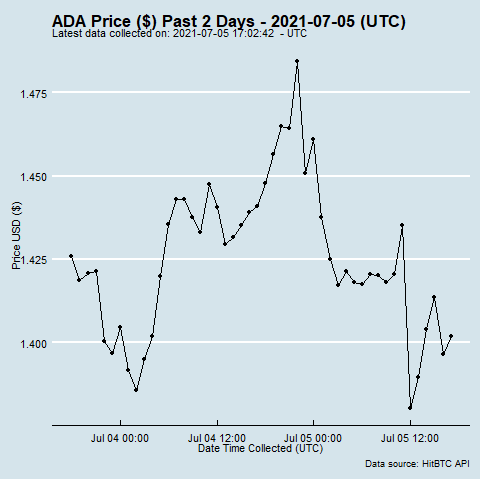 ADA Price ($) Past 2 Days - 2021-07-05 (UTC)
Latest data collected on: 2021-07-05 17:02:42  - UTC
1.475
1.450
1.425
1.400
Price USD ($)
Jul 04 00:00 Jul 04 12:00 Jul 05 00:00 Jul 05 12:00
Date Time Collected (UTC)
Data source: HitBTC API